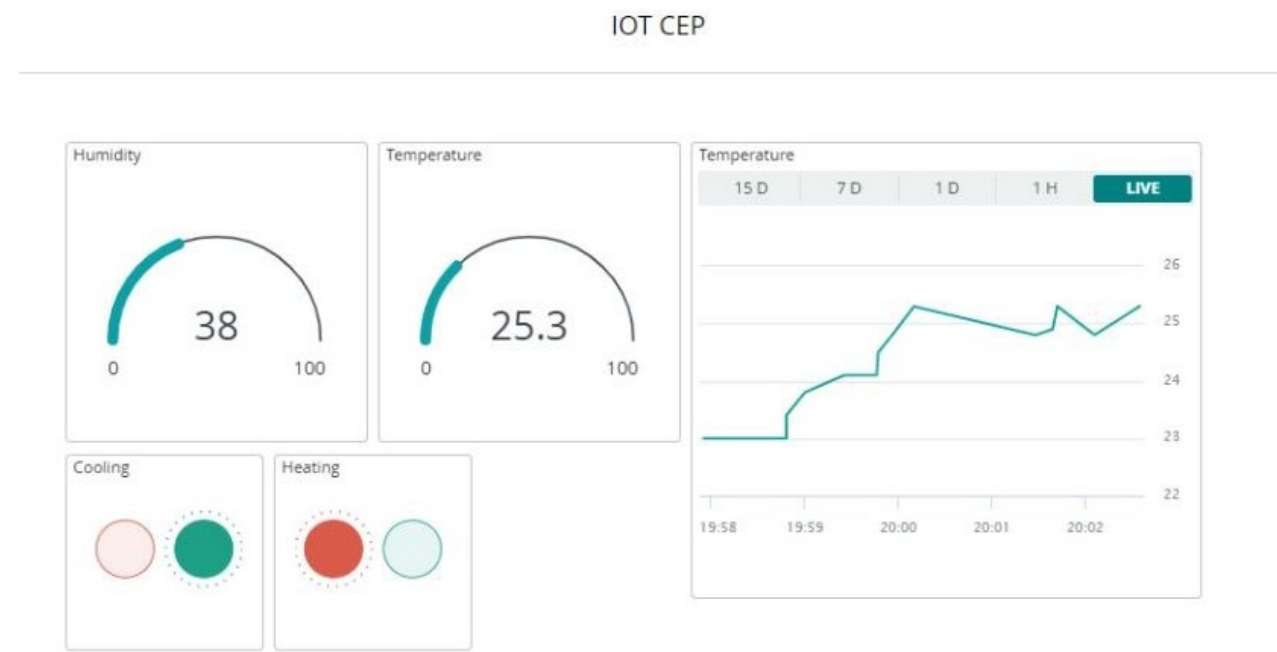 IOT CEP
Humidity
38
0 100
Temperature
25.3
0 100
Temperature
15 D 7 D 1 D 1 H LIVE
26
25
24
23
22
19:58 19:59 20:00 20:01 20:02
Cooling
Heating